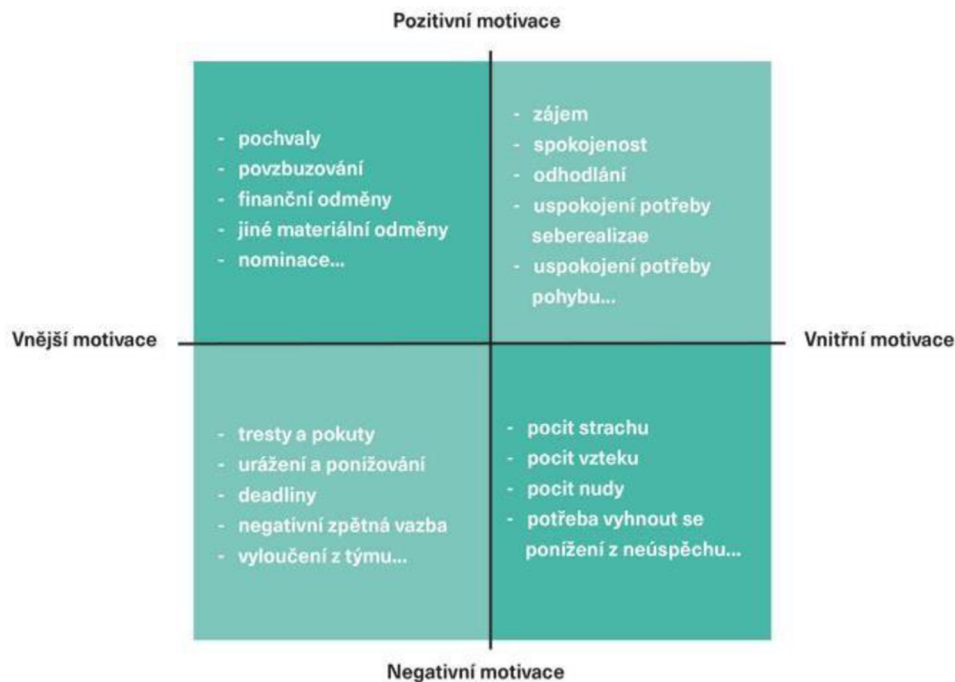 Pozitivní motivace
- pochvaly
- povzbuzování
- finanční odměny
- jiné materiální odměny
- nominace...
- zájem
- spokojenost
- odhodlání
- uspokojení potřeby
seberealizae
- uspokojení potřeby
pohybu...
Vnější motivace
Vnitřní motivace
- tresty a pokuty
- urážení a ponížování
- deadliny
- negativní zpětná vazba
- vyloučení z týmu...
- pocit strachu
- pocit vzteku
- pocit nudy
- potřeba vyhnout se
ponížení z neúspěchu...
Negativní motivace